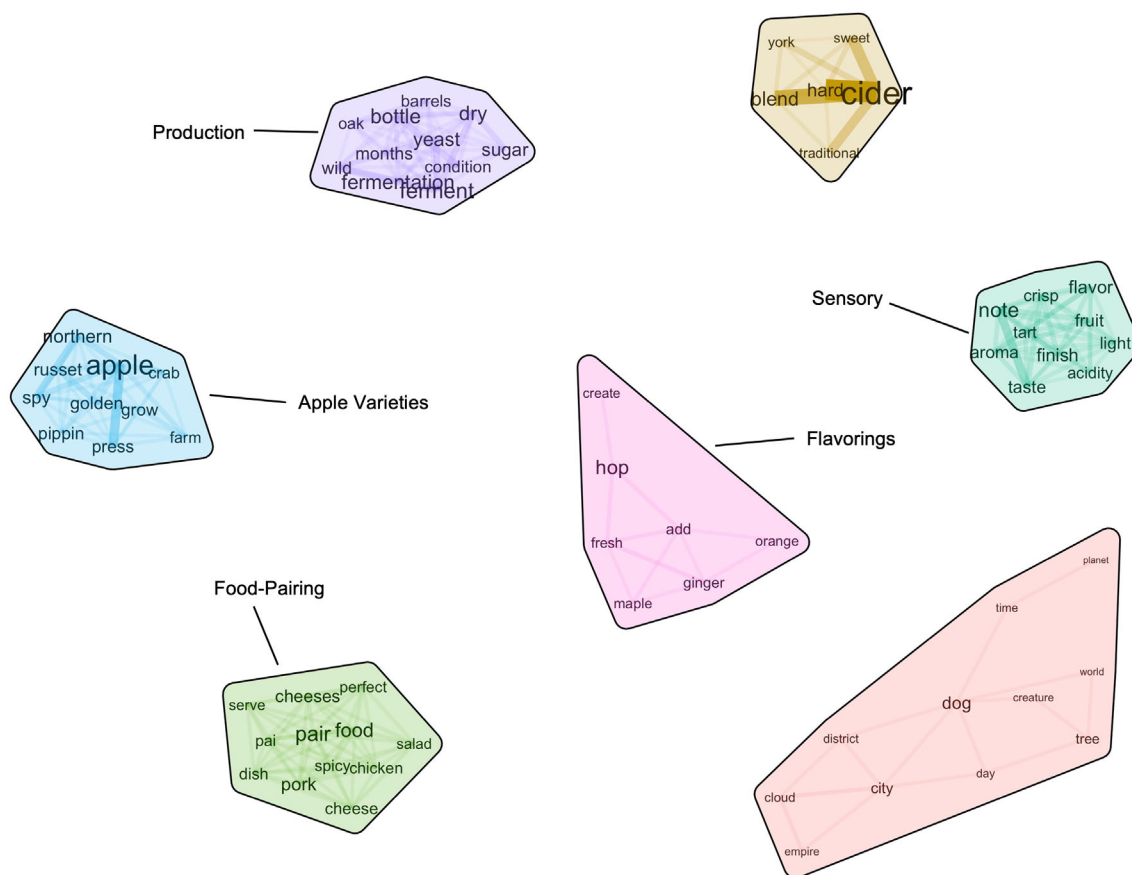 york
sweet
blend
hard
cider
traditional
Production
barrels
oak
bottle
dry
yeast
months
sugar
wild
condition
fermentation
ferment
Sensory
crisp
flavor
note
tart
fruit
aroma
finish
light
taste
acidity
northern
apple
russet
crab
spy
golden
grow
pippin
press
farm
Apple Varieties
Flavorings
create
hop
add
fresh
orange
ginger
maple
Food-Pairing
cheeses
perfect
serve
pair
food
pai
salad
spicy
chicken
dish
pork
cheese
planet
time
world
creature
dog
district
tree
day
city
cloud
empire